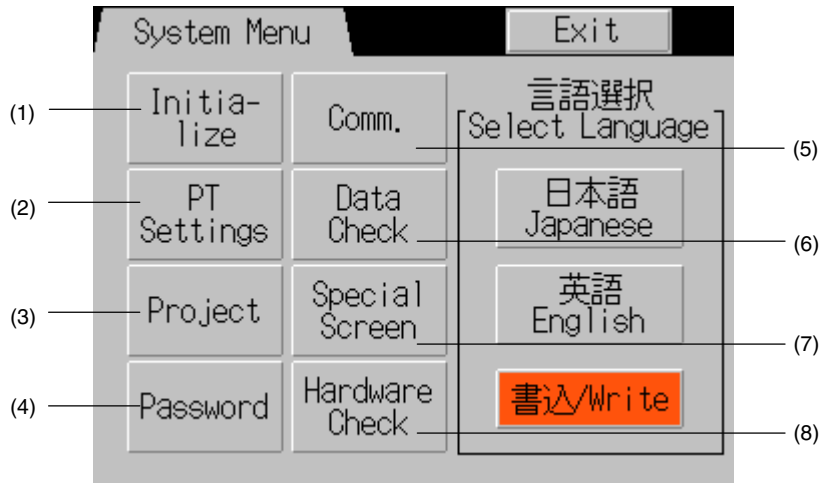 System Menu
Exit
(1)
Initia-
lize
Comm.
言語選択
Select Language
(5)
(2)
PT
Settings
Data
Check
日本語
Japanese
(6)
(3)
Project
Special
Screen
英語
English
(7)
(4)
Password
Hardware
Check
書込/Write
(8)